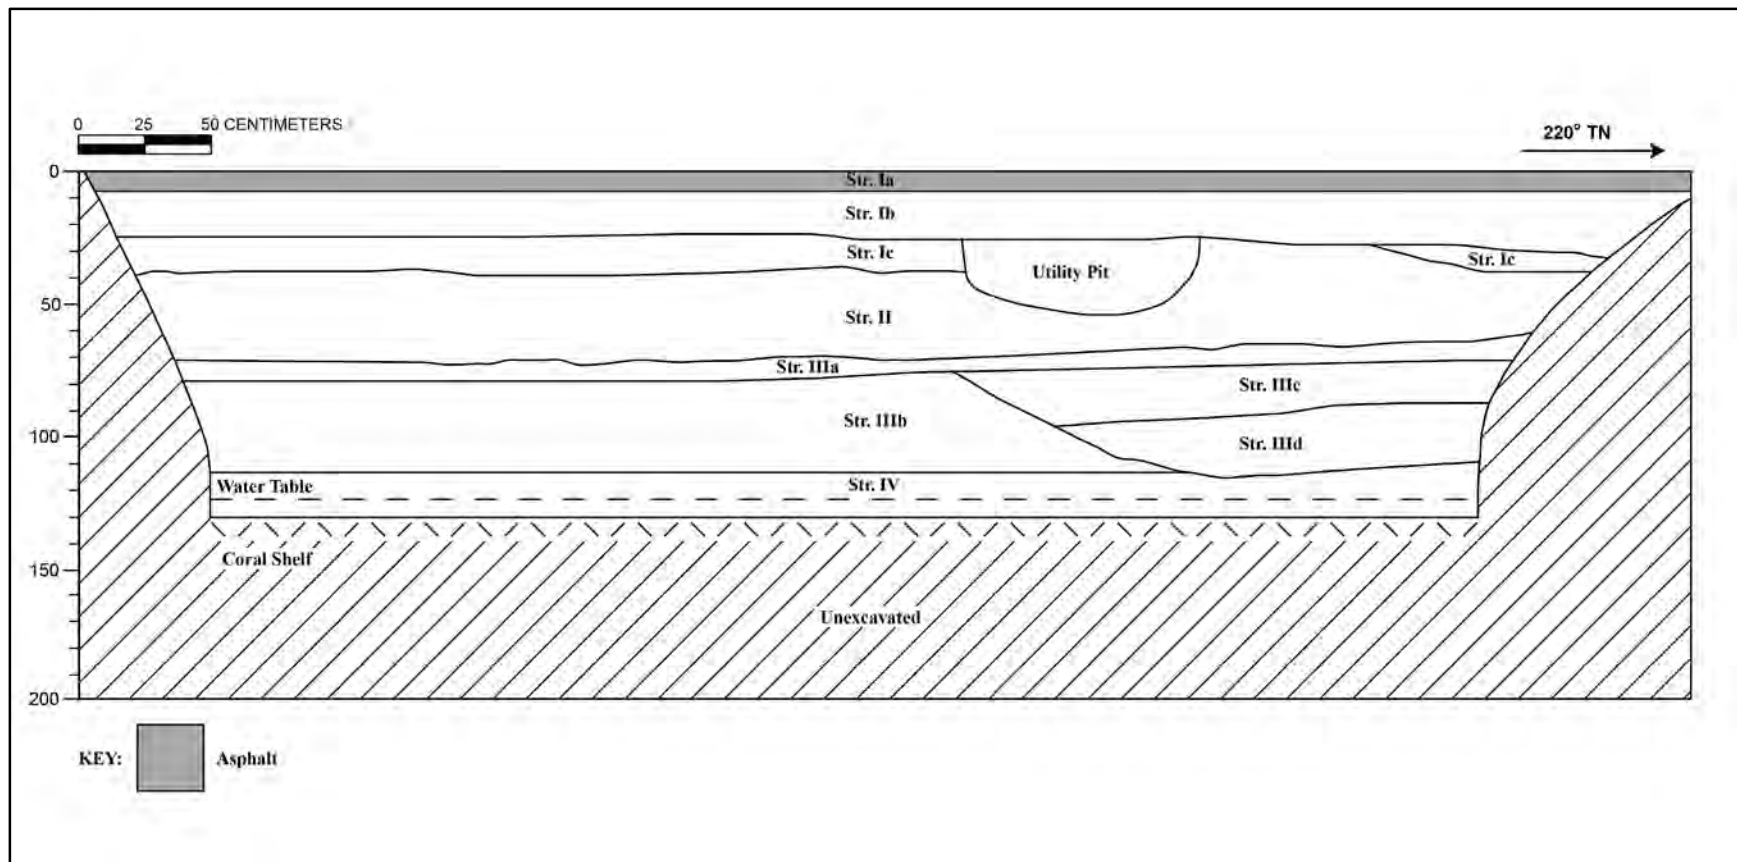 0 25 50 CENTIMETERS
220° TN
0
50
100
150
200
Str. Ia
Str. Ib
Str. Ic
Str. Ic
Utility Pit
Str. II
Str. IIIa
Str. IIIc
Str. IIIb
Str. IIId
Water Table
Str. IV
Coral Shelf
Unexcavated
KEY: Asphalt